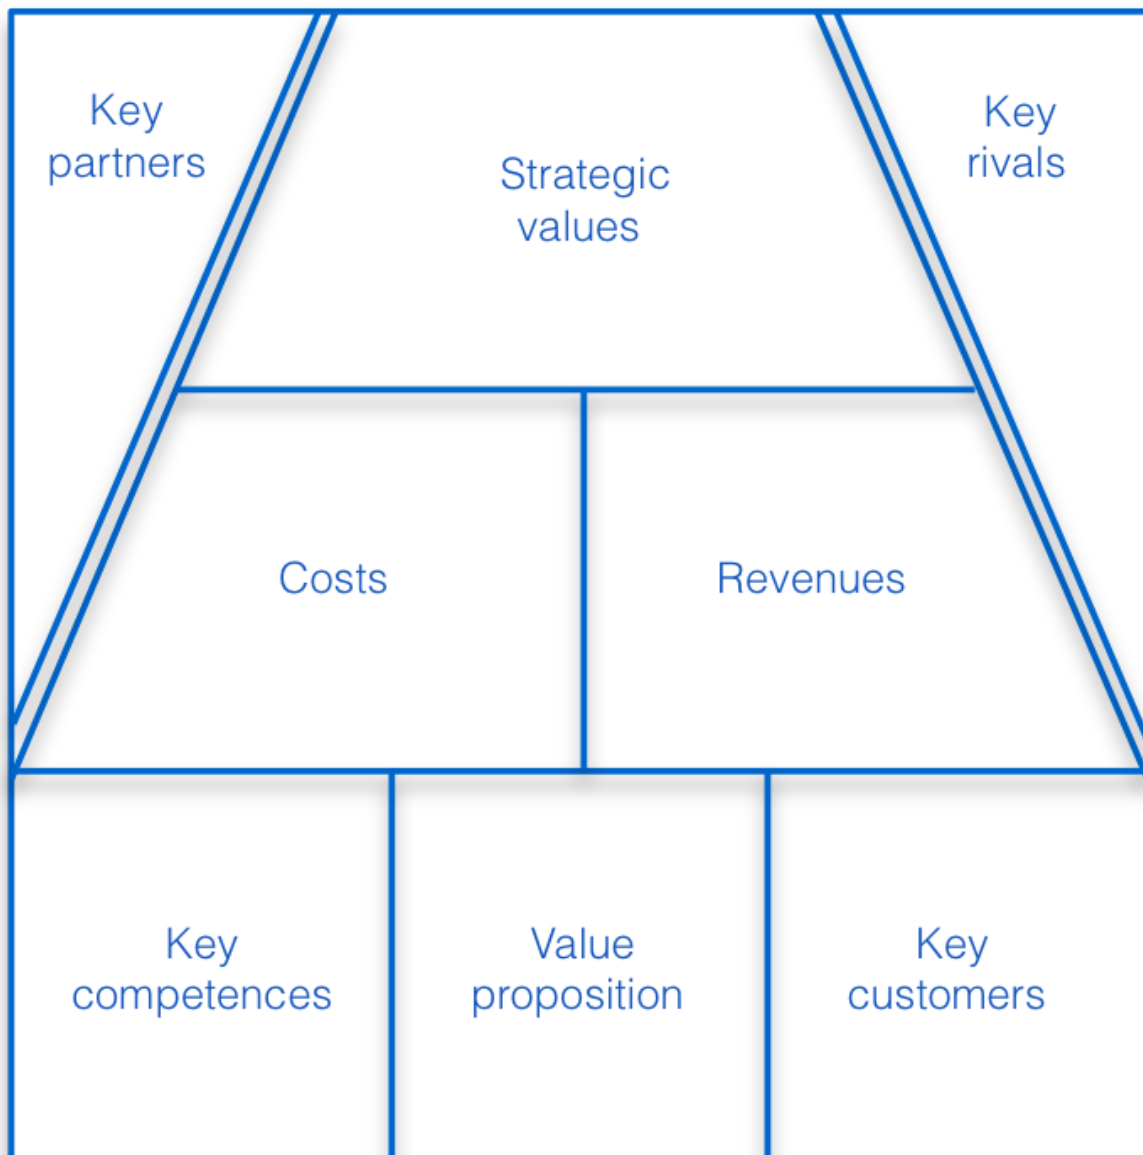 Key
partners
Strategic
values
Key
rivals
Costs
Revenues
Key
competences
Value
proposition
Key
customers